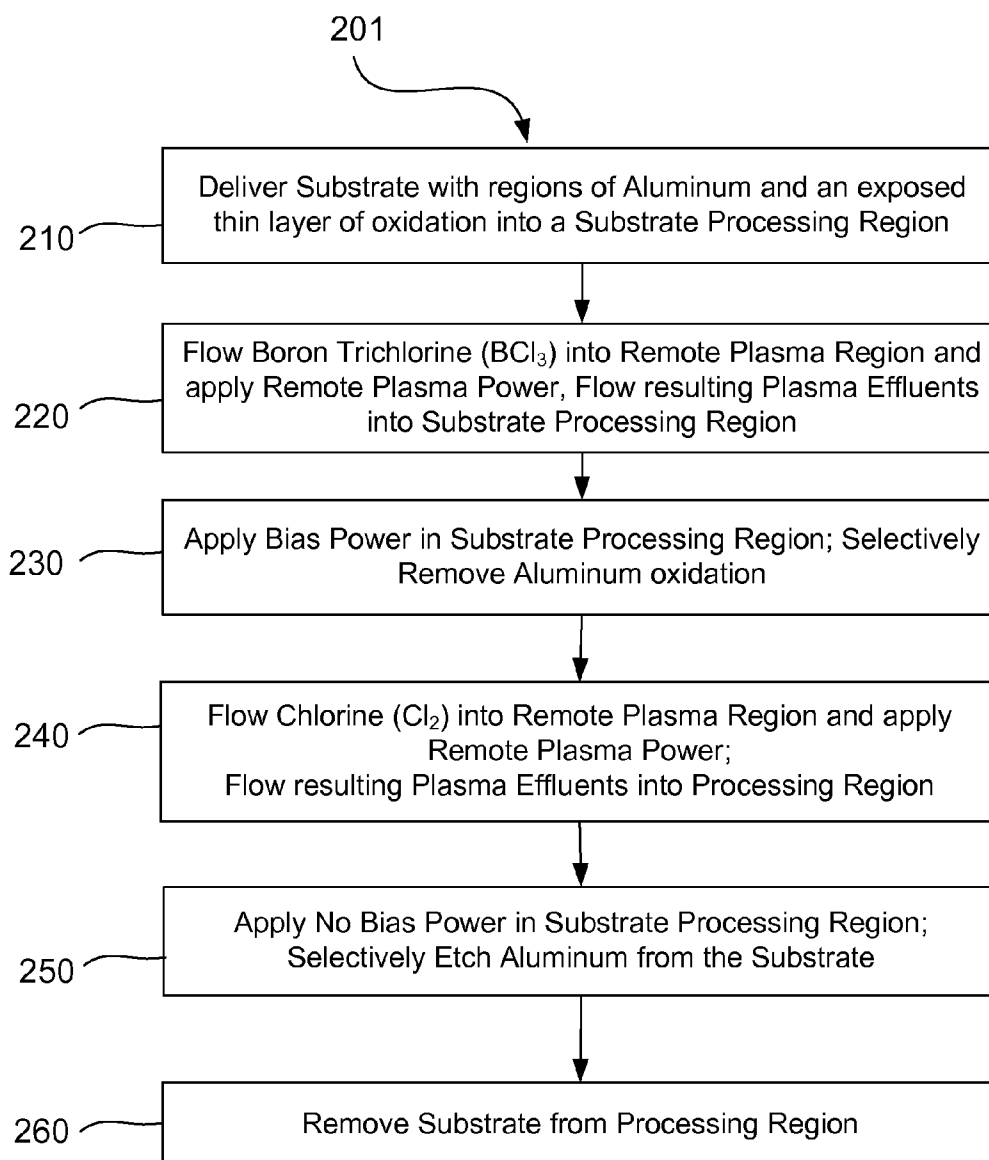 201
Deliver Substrate with regions of Aluminum and an exposed
thin layer of oxidation into a Substrate Processing Region
210
Flow Boron Trichlorine (BCl₃) into Remote Plasma Region and
apply Remote Plasma Power, Flow resulting Plasma Effluents
into Substrate Processing Region
220
Apply Bias Power in Substrate Processing Region; Selectively
Remove Aluminum oxidation
230
Flow Chlorine (Cl₂) into Remote Plasma Region and apply
Remote Plasma Power;
Flow resulting Plasma Effluents into Processing Region
240
Apply No Bias Power in Substrate Processing Region;
Selectively Etch Aluminum from the Substrate
250
Remove Substrate from Processing Region
260